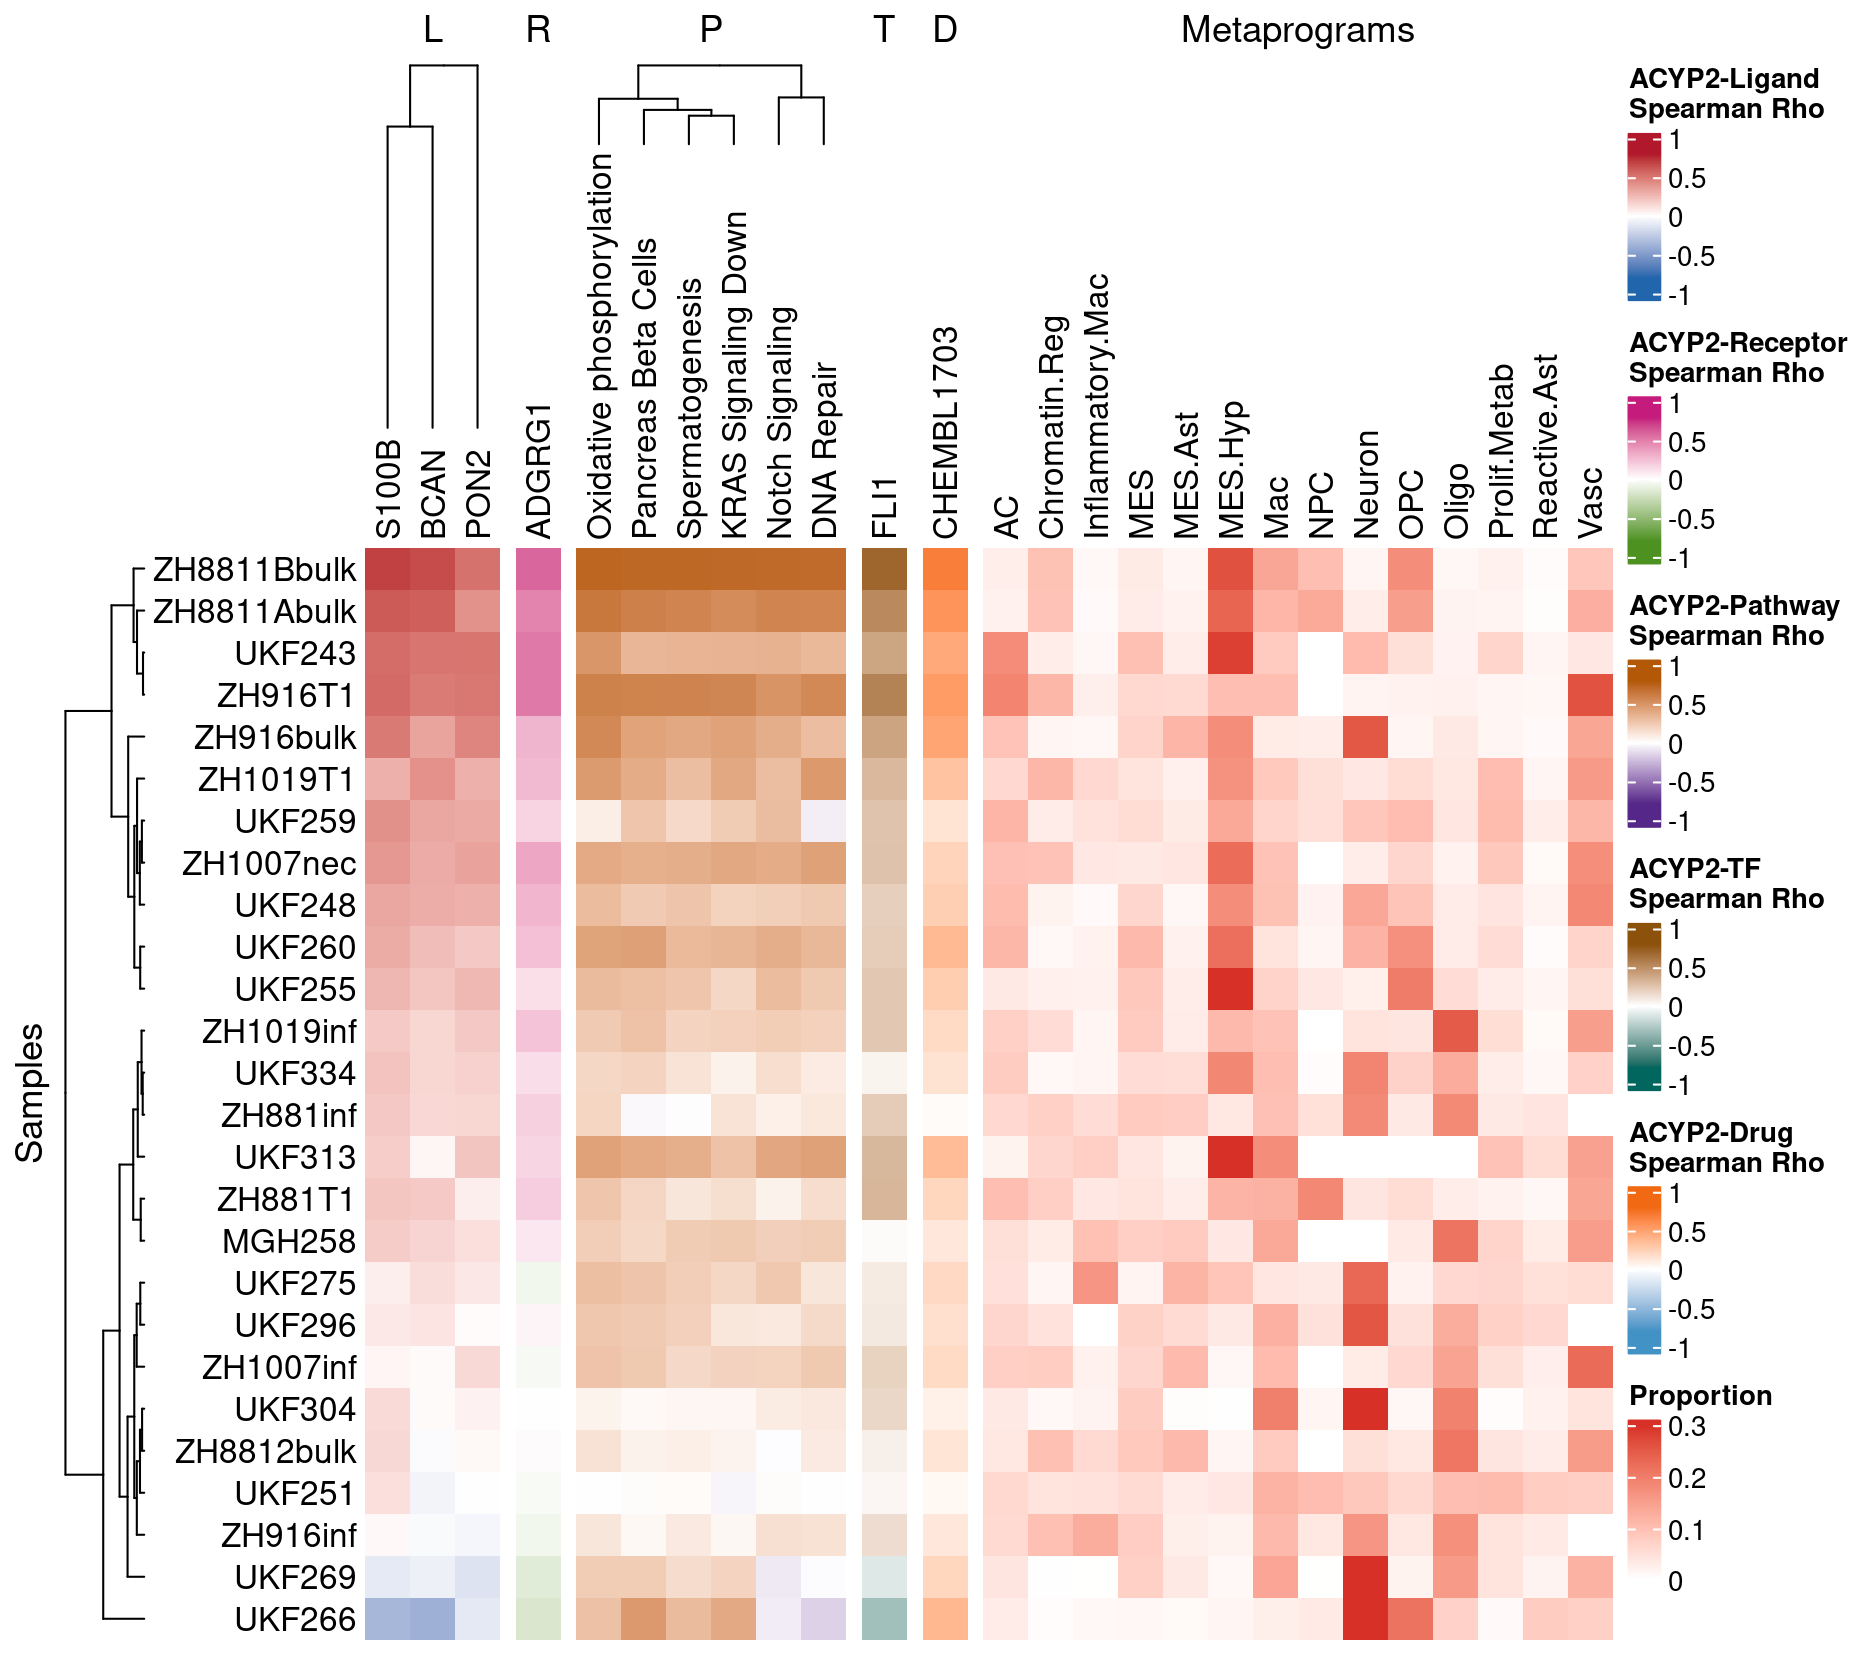 L R P T D Metaprograms
S100B
BCAN
PON2
ADGRG1
Oxidative phosphorylation
Pancreas Beta Cells
Spermatogenesis
KRAS Signaling Down
Notch Signaling
DNA Repair
FLI1
CHEMBL1703
AC
Chromatin.Reg
Inflammatory.Mac
MES
MES.Ast
MES.Hyp
Mac
NPC
Neuron
OPC
Oligo
Prolif.Metab
Reactive.Ast
Vasc
Samples
ZH8811Bbulk
ZH8811Abulk
UKF243
ZH916T1
ZH916bulk
ZH1019T1
UKF259
ZH1007nec
UKF248
UKF260
UKF255
ZH1019inf
UKF334
ZH881inf
UKF313
ZH881T1
MGH258
UKF275
UKF296
ZH1007inf
UKF304
ZH8812bulk
UKF251
ZH916inf
UKF269
UKF266
ACYP2-Ligand
Spearman Rho
1
0.5
0
-0.5
-1
ACYP2-Receptor
Spearman Rho
1
0.5
0
-0.5
-1
ACYP2-Pathway
Spearman Rho
1
0.5
0
-0.5
-1
ACYP2-TF
Spearman Rho
1
0.5
0
-0.5
-1
ACYP2-Drug
Spearman Rho
1
0.5
0
-0.5
-1
Proportion
0.3
0.2
0.1
0